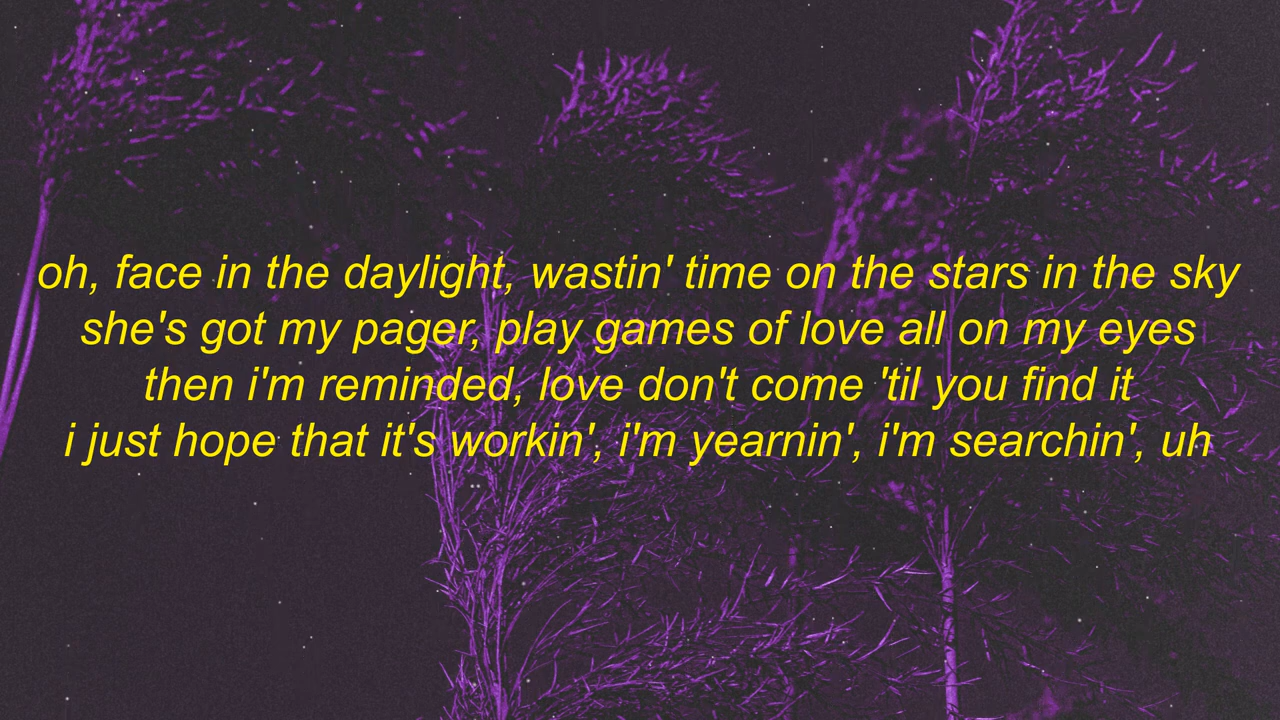 oh, face in the daylight, wastin' time on the stars in the sky
she's got my pager, play games of love all on my eyes
then i'm reminded, love don't come 'til you find it
i just hope that it's workin', i'm yearnin', i'm searchin', uh